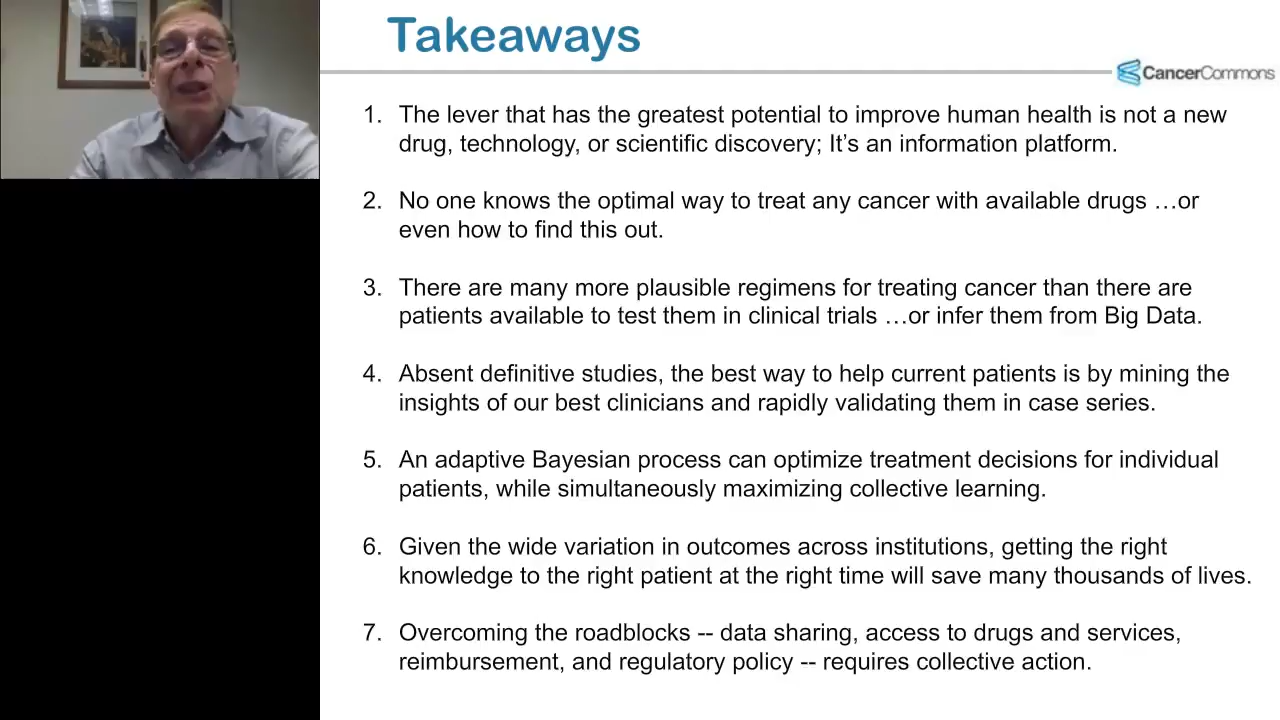 Takeaways
CancerCommons
1. The lever that has the greatest potential to improve human health is not a new
drug, technology, or scientific discovery; It’s an information platform.
2. No one knows the optimal way to treat any cancer with available drugs …or
even how to find this out.
3. There are many more plausible regimens for treating cancer than there are
patients available to test them in clinical trials …or infer them from Big Data.
4. Absent definitive studies, the best way to help current patients is by mining the
insights of our best clinicians and rapidly validating them in case series.
5. An adaptive Bayesian process can optimize treatment decisions for individual
patients, while simultaneously maximizing collective learning.
6. Given the wide variation in outcomes across institutions, getting the right
knowledge to the right patient at the right time will save many thousands of lives.
7. Overcoming the roadblocks -- data sharing, access to drugs and services,
reimbursement, and regulatory policy -- requires collective action.